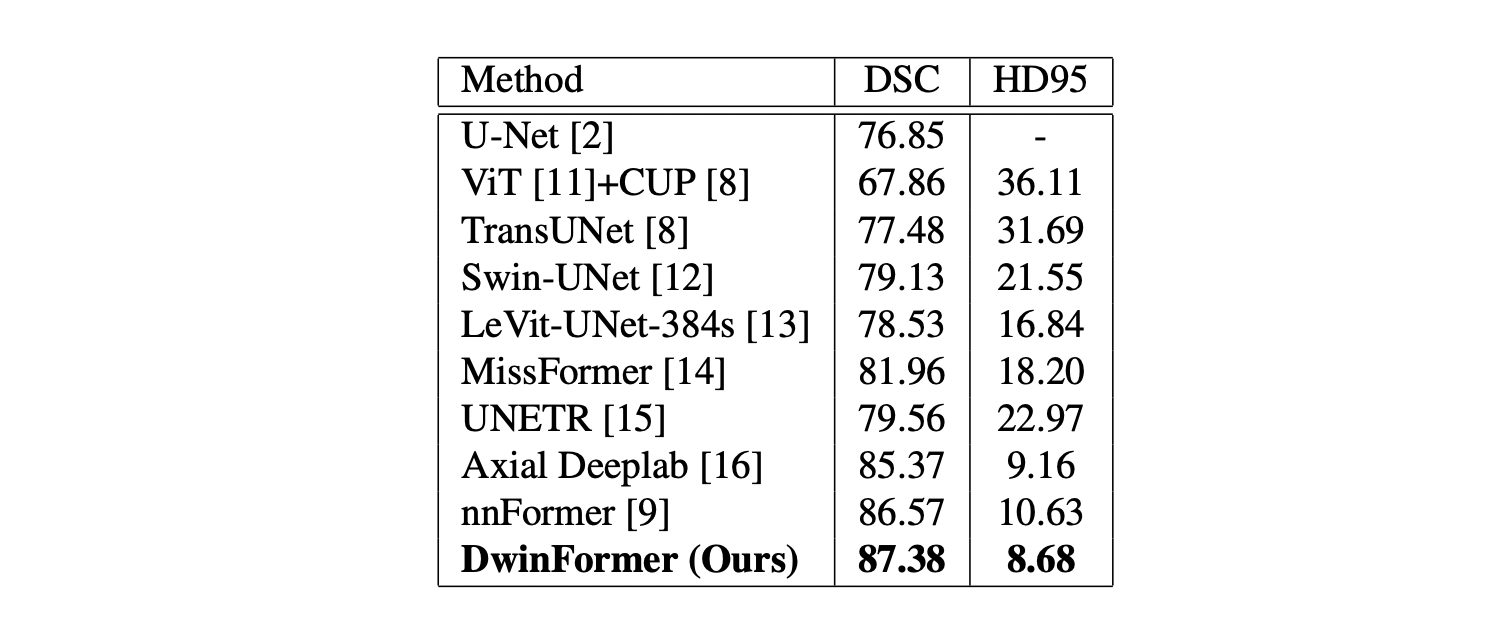 Method DSC HD95
U-Net [2] 76.85 -
ViT [11]+CUP [8] 67.86 36.11
TransUNet [8] 77.48 31.69
Swin-UNet [12] 79.13 21.55
LeVit-UNet-384s [13] 78.53 16.84
MissFormer [14] 81.96 18.20
UNETR [15] 79.56 22.97
Axial Deeplab [16] 85.37 9.16
nnFormer [9] 86.57 10.63
DwinFormer (Ours) 87.38 8.68